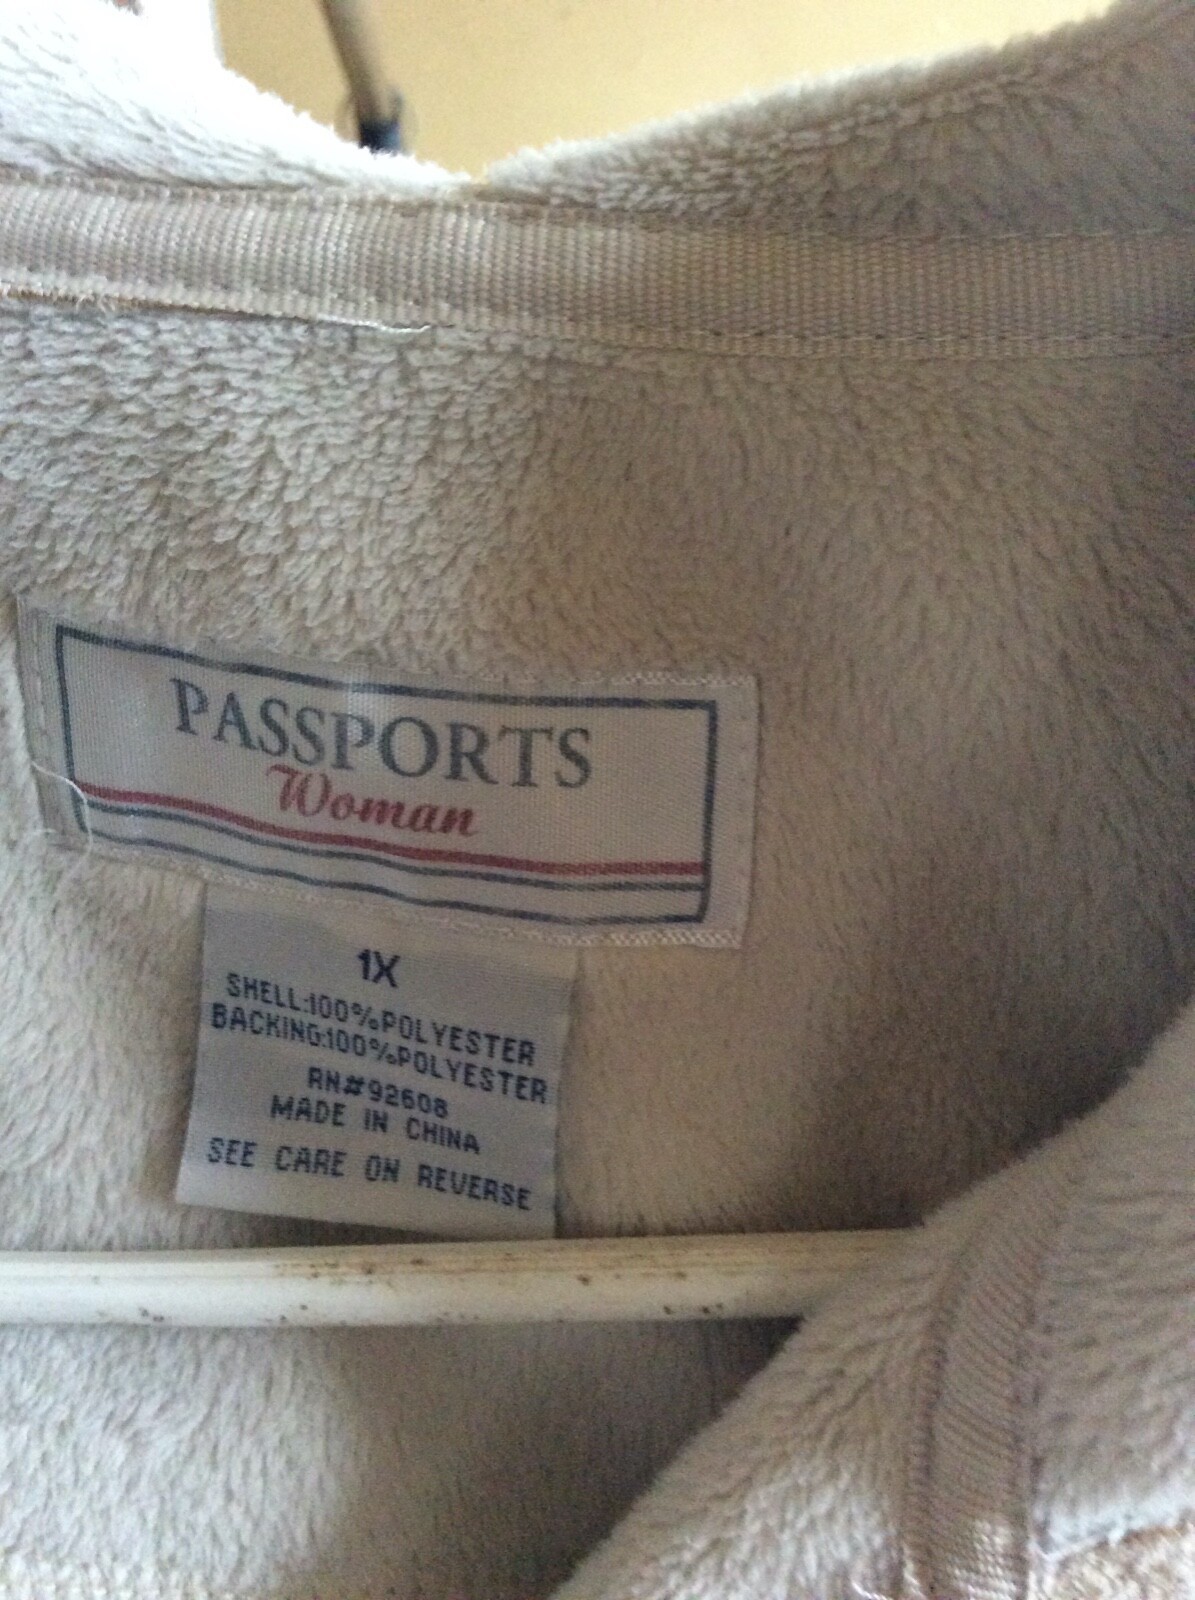 PASSPORTS
Woman
1X
SHELL:100%POLYESTER
BACKING:100%POLYESTER
RN#92608
MADE IN CHINA
SEE CARE ON REVERSE